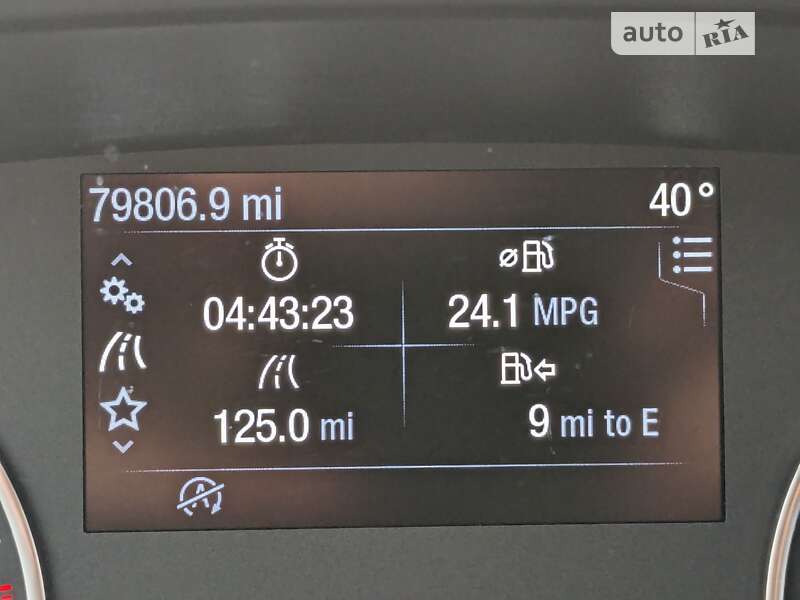 auto RIA
79806.9 mi 40°
04:43:23 24.1 MPG
125.0 mi 9 mi to E
A